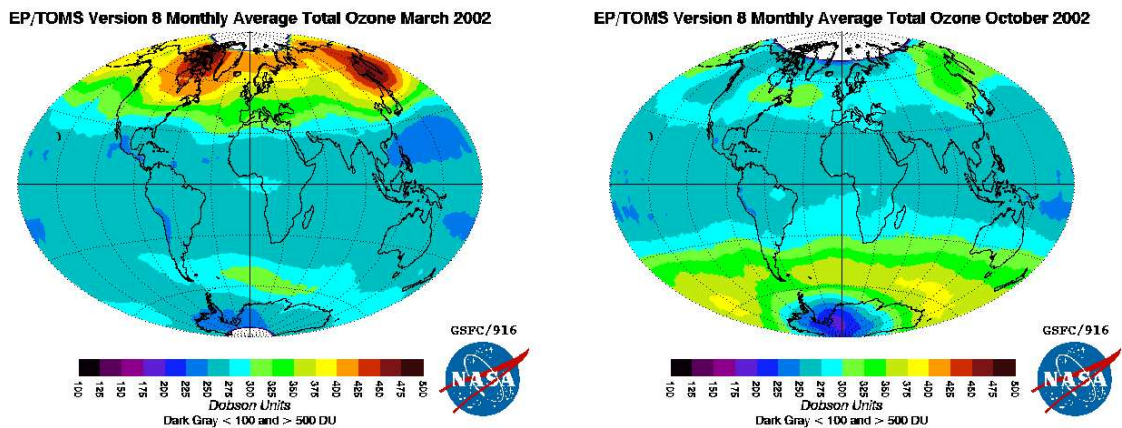 EP/TOMS Version 8 Monthly Average Total Ozone March 2002
GSFC/916
NASA
100 125 150 175 200 225 250 275 300 325 350 375 400 425 450 475 500
Dobson Units
Dark Gray < 100 and > 500 DU
EP/TOMS Version 8 Monthly Average Total Ozone October 2002
GSFC/916
NASA
100 125 150 175 200 225 250 275 300 325 350 375 400 425 450 475 500
Dobson Units
Dark Gray < 100 and > 500 DU